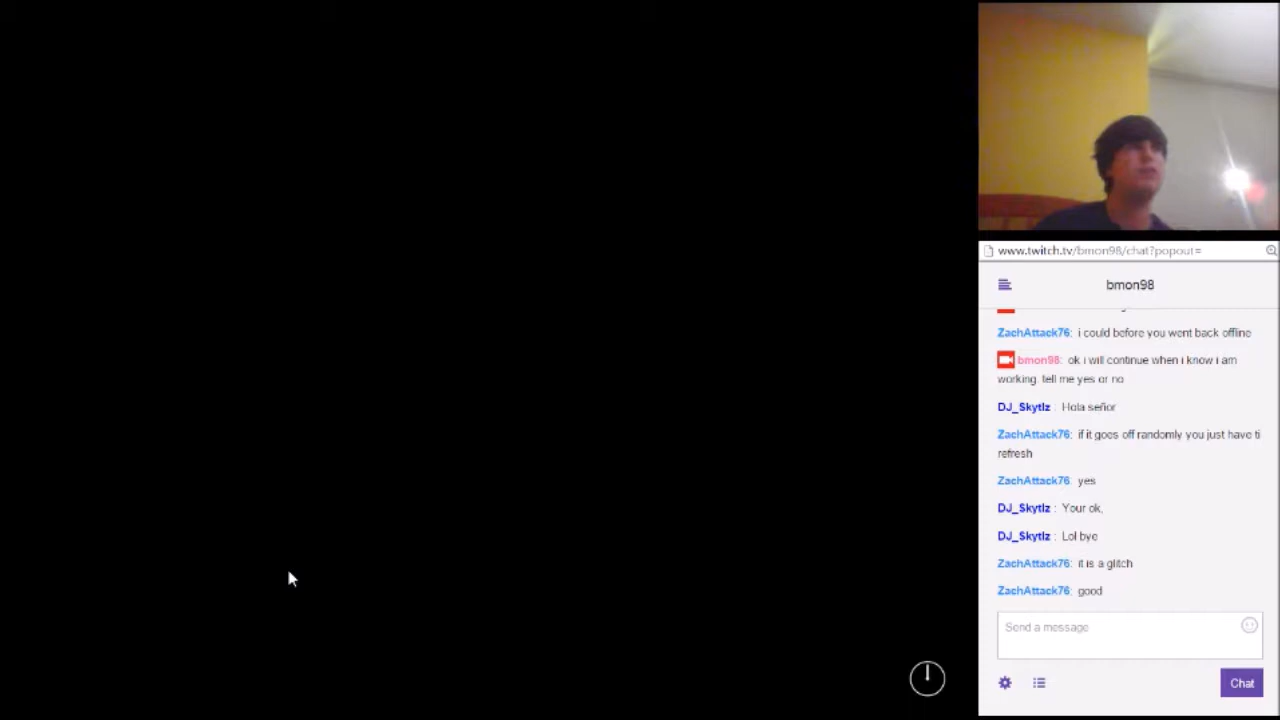 www.twitch.tv/bmon98/chat?popout=
bmon98
ZachAttack76: i could before you went back offline
bmon98: ok i will continue when i know i am
working. tell me yes or no
DJ_Skytlz : Hola señor
ZachAttack76: if it goes off randomly you just have ti
refresh
ZachAttack76: yes
DJ_Skytlz : Your ok,
DJ_Skytlz : Lol bye
ZachAttack76: it is a glitch
ZachAttack76: good
Send a message
Chat